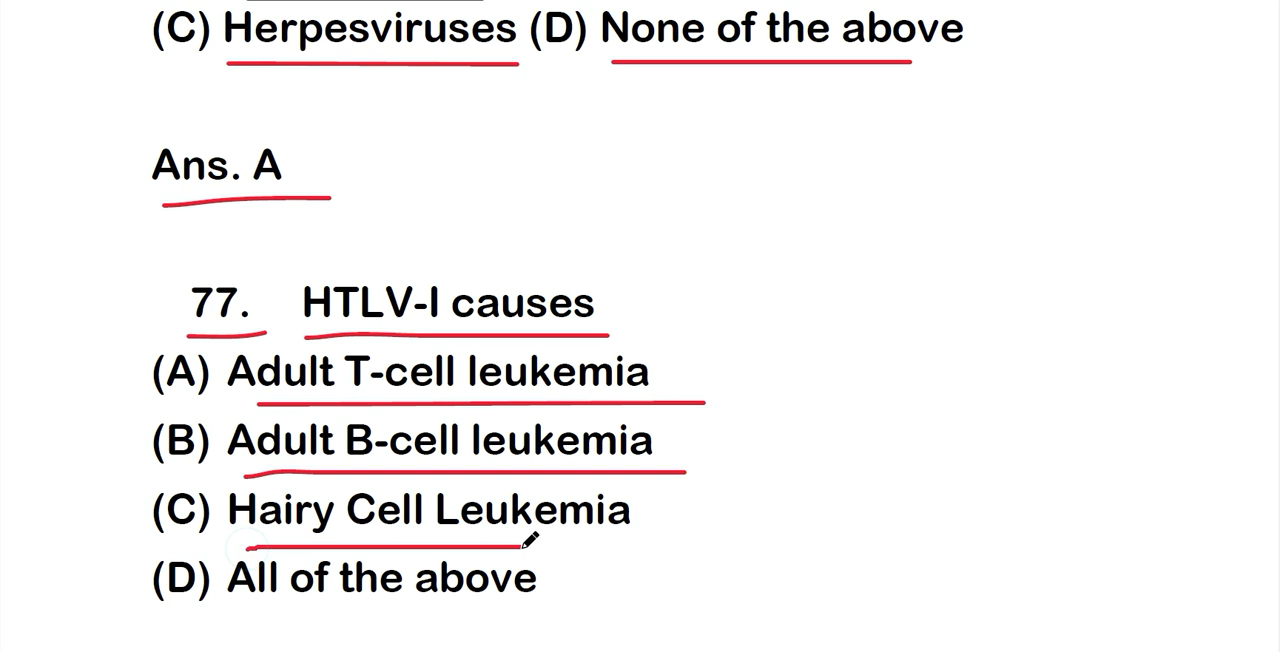 (C) Herpesviruses (D) None of the above
Ans. A
77. HTLV-I causes
(A) Adult T-cell leukemia
(B) Adult B-cell leukemia
(C) Hairy Cell Leukemia
(D) All of the above